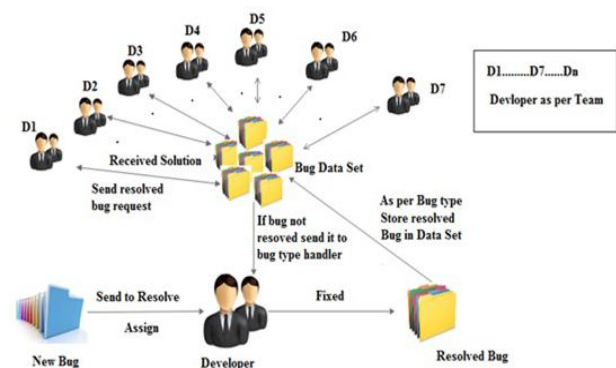 D5
D4
D6
D3
D2
D7
D1
D1.........D7......Dn
Devloper as per Team
Received Solution
Bug Data Set
Send resolved
bug request
As per Bug type
Store resolved
Bug in Data Set
If bug not
resoved send it to
bug type handler
Send to Resolve
Assign
Fixed
New Bug
Developer
Resolved Bug